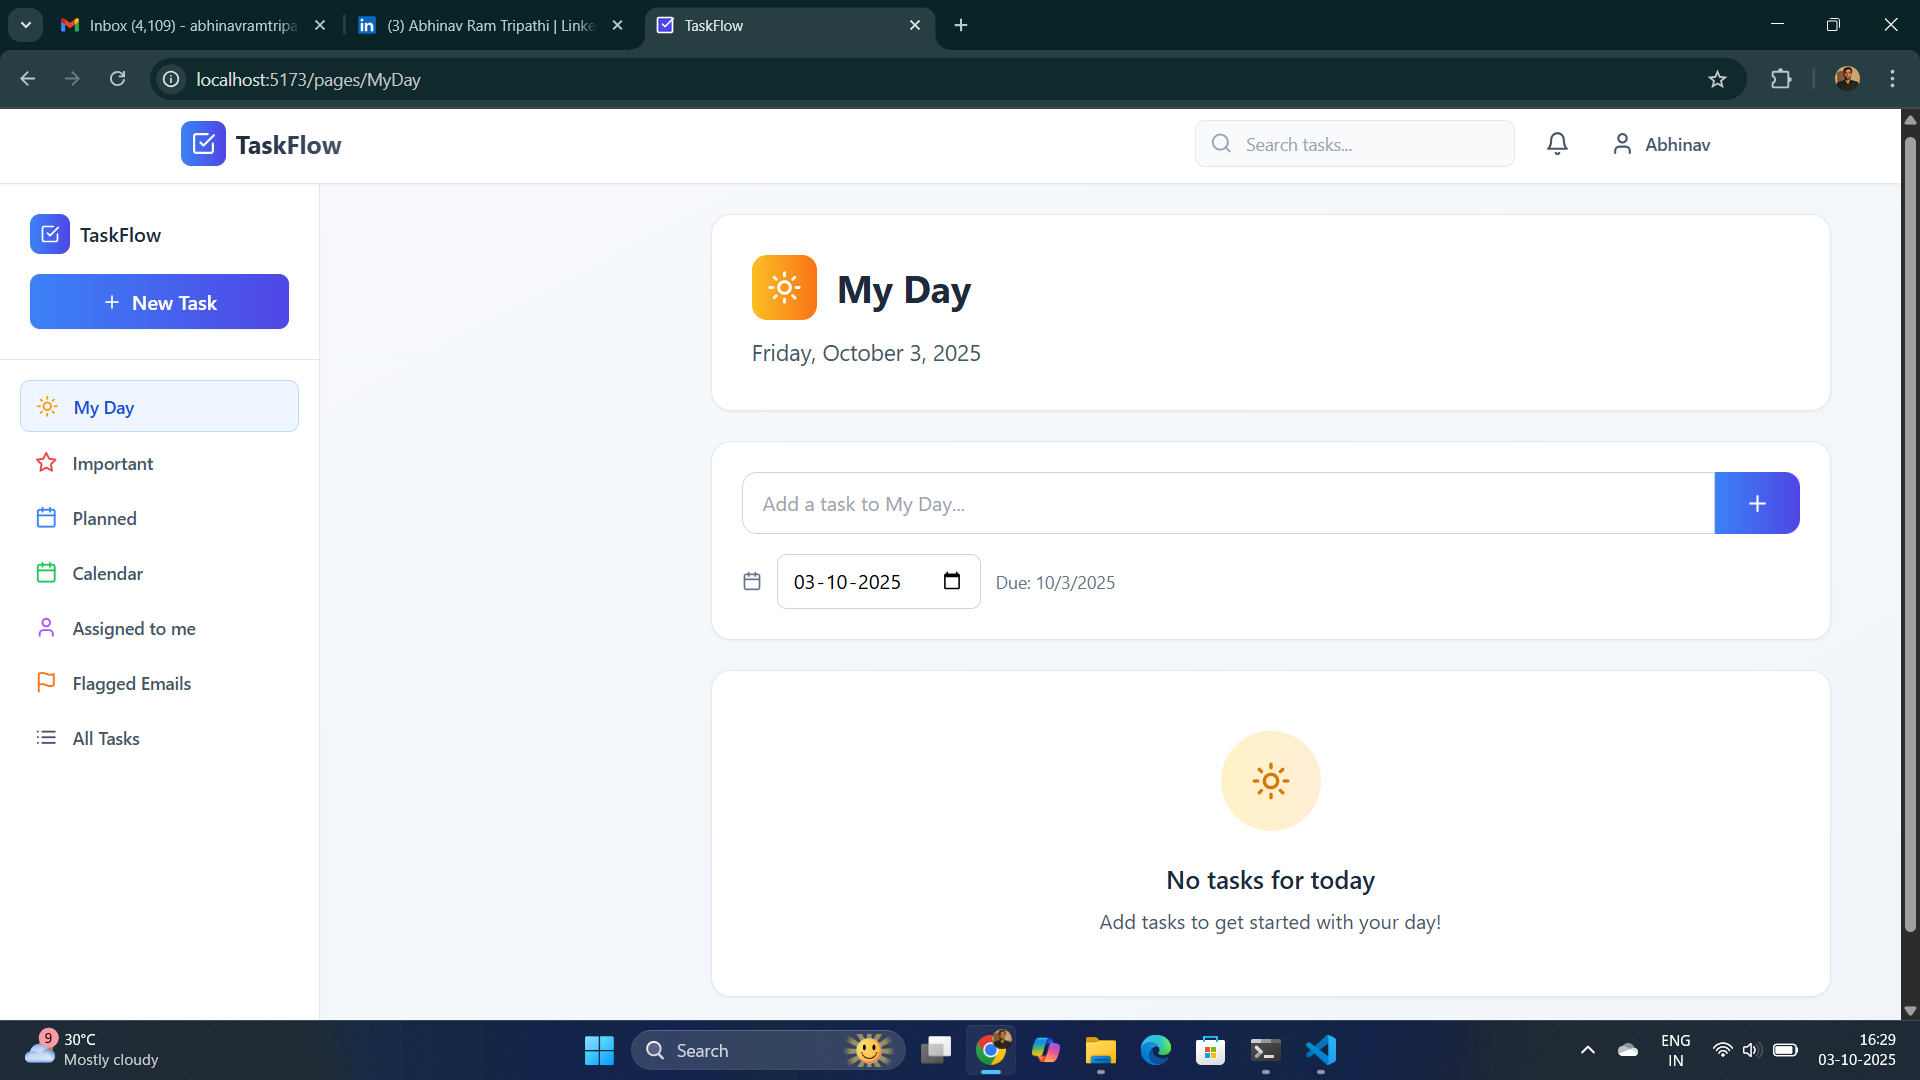 Inbox (4,109) - abhinavramtripa
(3) Abhinav Ram Tripathi | Linke
TaskFlow
localhost:5173/pages/MyDay
TaskFlow
Search tasks...
Abhinav
TaskFlow
+ New Task
My Day
Important
Planned
Calendar
Assigned to me
Flagged Emails
All Tasks
My Day
Friday, October 3, 2025
Add a task to My Day...
+
03-10-2025
Due: 10/3/2025
No tasks for today
Add tasks to get started with your day!
9
30°C
Mostly cloudy
Search
ENG
IN
16:29
03-10-2025